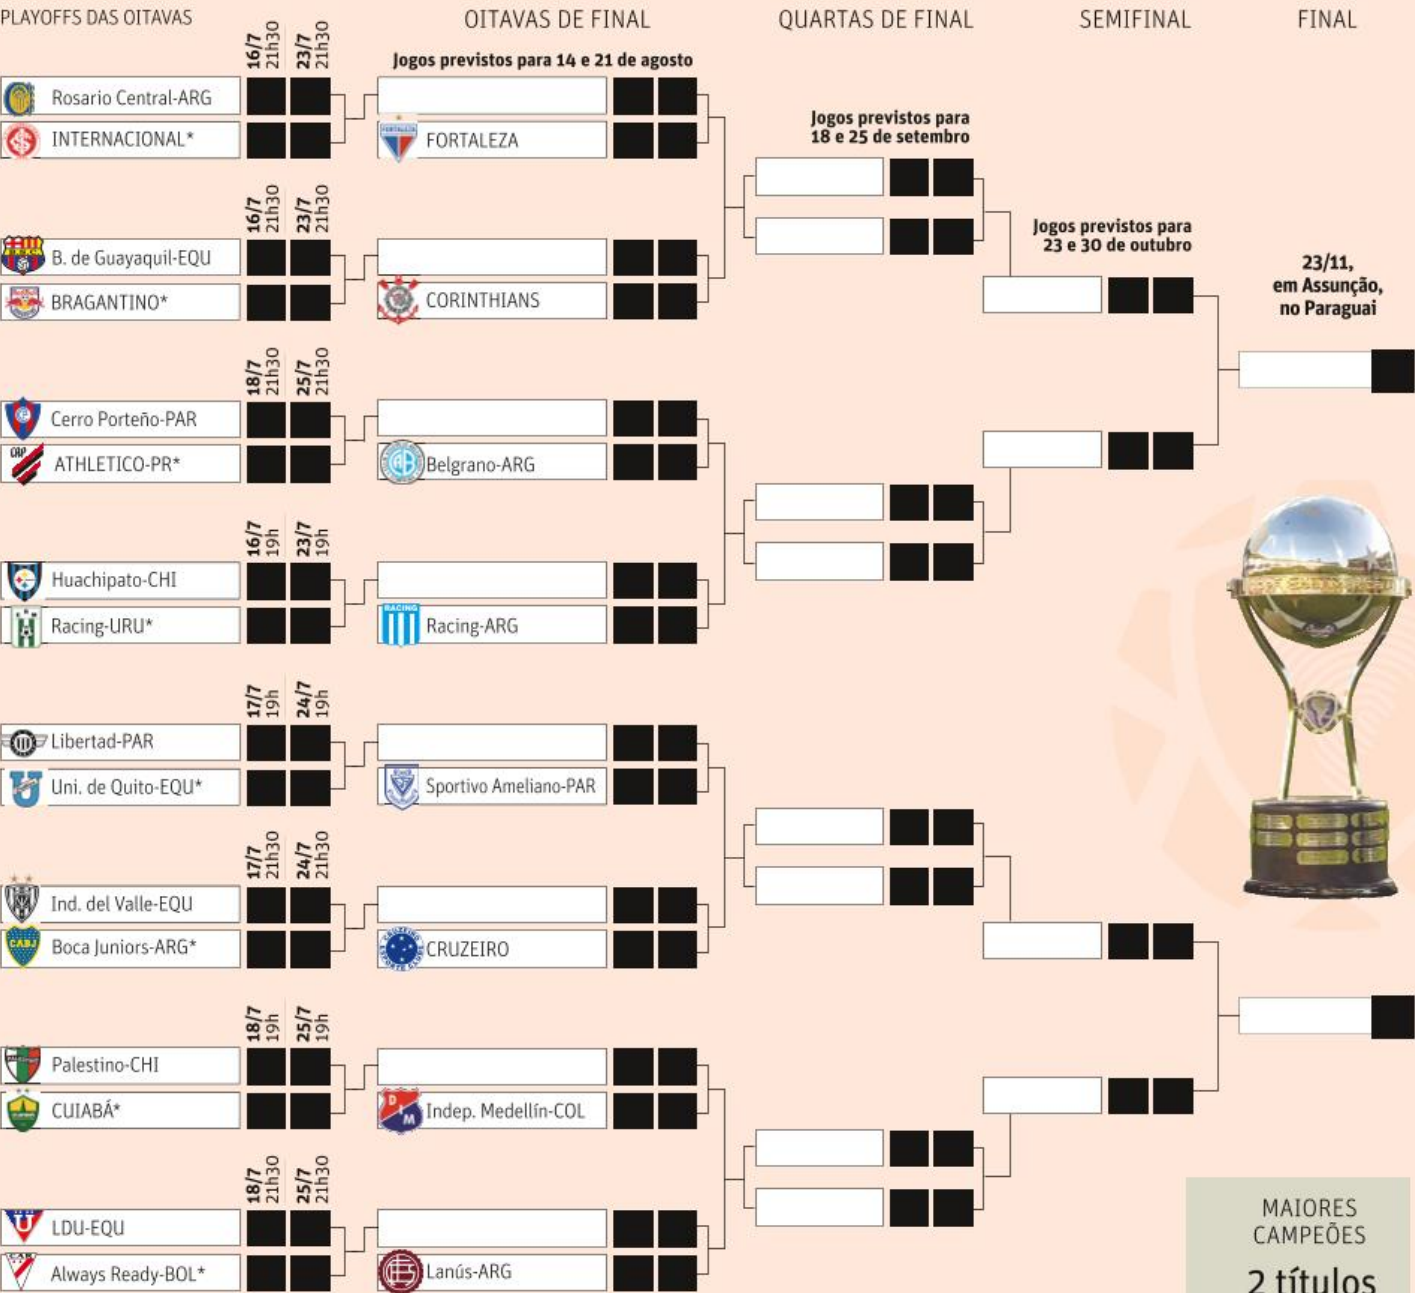 PLAYOFFS DAS OITAVAS
OITAVAS DE FINAL
QUARTAS DE FINAL
SEMIFINAL
FINAL
Jogos previstos para 14 e 21 de agosto
16/7 21h30
23/7 21h30
Rosario Central-ARG
INTERNACIONAL*
FORTALEZA
Jogos previstos para
18 e 25 de setembro
16/7 21h30
23/7 21h30
B. de Guayaquil-EQU
BRAGANTINO*
CORINTHIANS
Jogos previstos para
23 e 30 de outubro
23/11,
em Assunção,
no Paraguai
18/7 21h30
25/7 21h30
Cerro Porteño-PAR
CAP
ATHLETICO-PR*
Belgrano-ARG
16/7 19h
23/7 19h
Huachipato-CHI
Racing-URU*
RACING
Racing-ARG
17/7 19h
24/7 19h
Libertad-PAR
Uni. de Quito-EQU*
Sportivo Ameliano-PAR
17/7 21h30
24/7 21h30
Ind. del Valle-EQU
CABJ
Boca Juniors-ARG*
CRUZEIRO
ESPORTE CLUBE
CRUZEIRO
18/7 19h
25/7 19h
Palestino-CHI
CUIABÁ*
DIM
Indep. Medellín-COL
18/7 21h30
25/7 21h30
U
LDU-EQU
Always Ready-BOL*
Lanús-ARG
MAIORES
CAMPEÕES
2 títulos